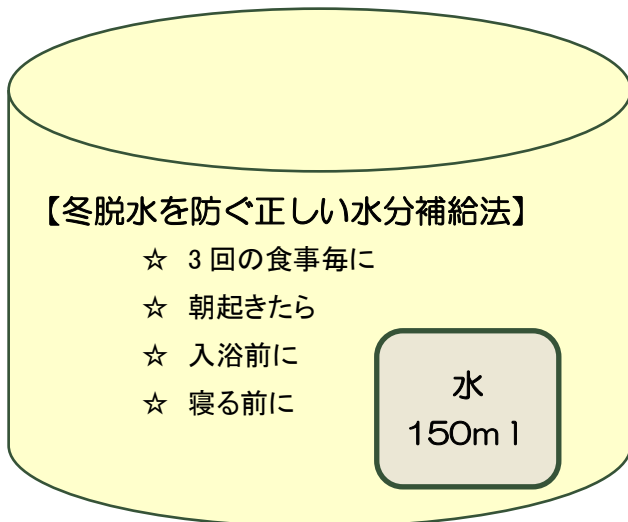 【冬脱水を防ぐ正しい水分補給法】
☆ 3回の食事毎に
☆ 朝起きたら
☆ 入浴前に
☆ 寝る前に
水
150ml